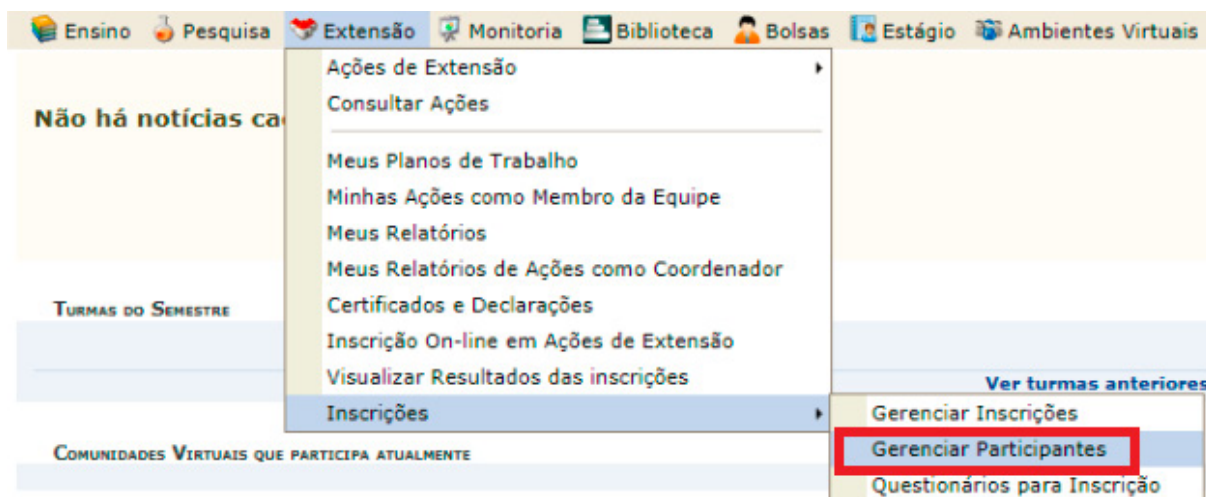 Ensino Pesquisa Extensão Monitoria Biblioteca Bolsas Estágio Ambientes Virtuais
Ações de Extensão
Consultar Ações
Não há notícias ca
Meus Planos de Trabalho
Minhas Ações como Membro da Equipe
Meus Relatórios
Meus Relatórios de Ações como Coordenador
Turmas do Semestre
Certificados e Declarações
Inscrição On-line em Ações de Extensão
Visualizar Resultados das inscrições
Ver turmas anteriores
Inscrições
Gerenciar Inscrições
Comunidades Virtuais que participa atualmente
Gerenciar Participantes
Questionários para Inscrição